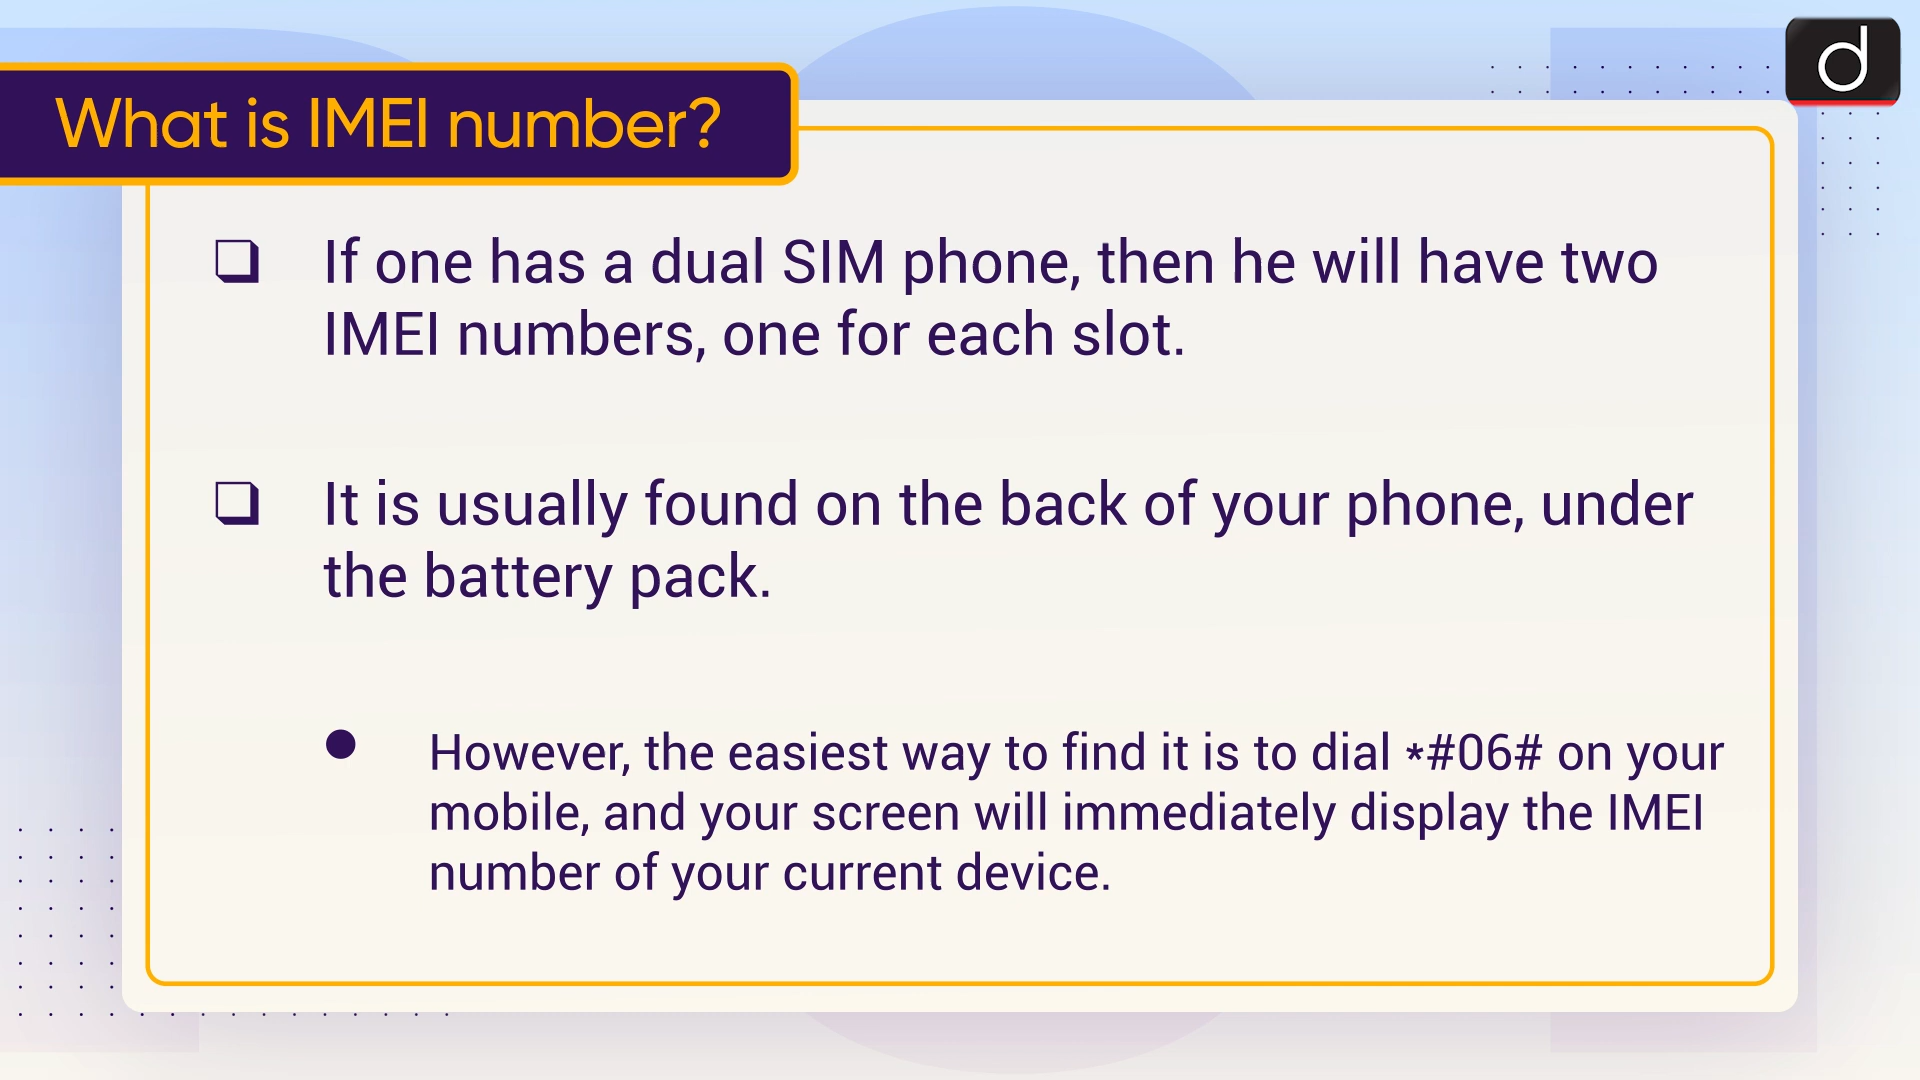 What is IMEI number?
d
❑ If one has a dual SIM phone, then he will have two
IMEI numbers, one for each slot.
❑ It is usually found on the back of your phone, under
the battery pack.
● However, the easiest way to find it is to dial *#06# on your
mobile, and your screen will immediately display the IMEI
number of your current device.